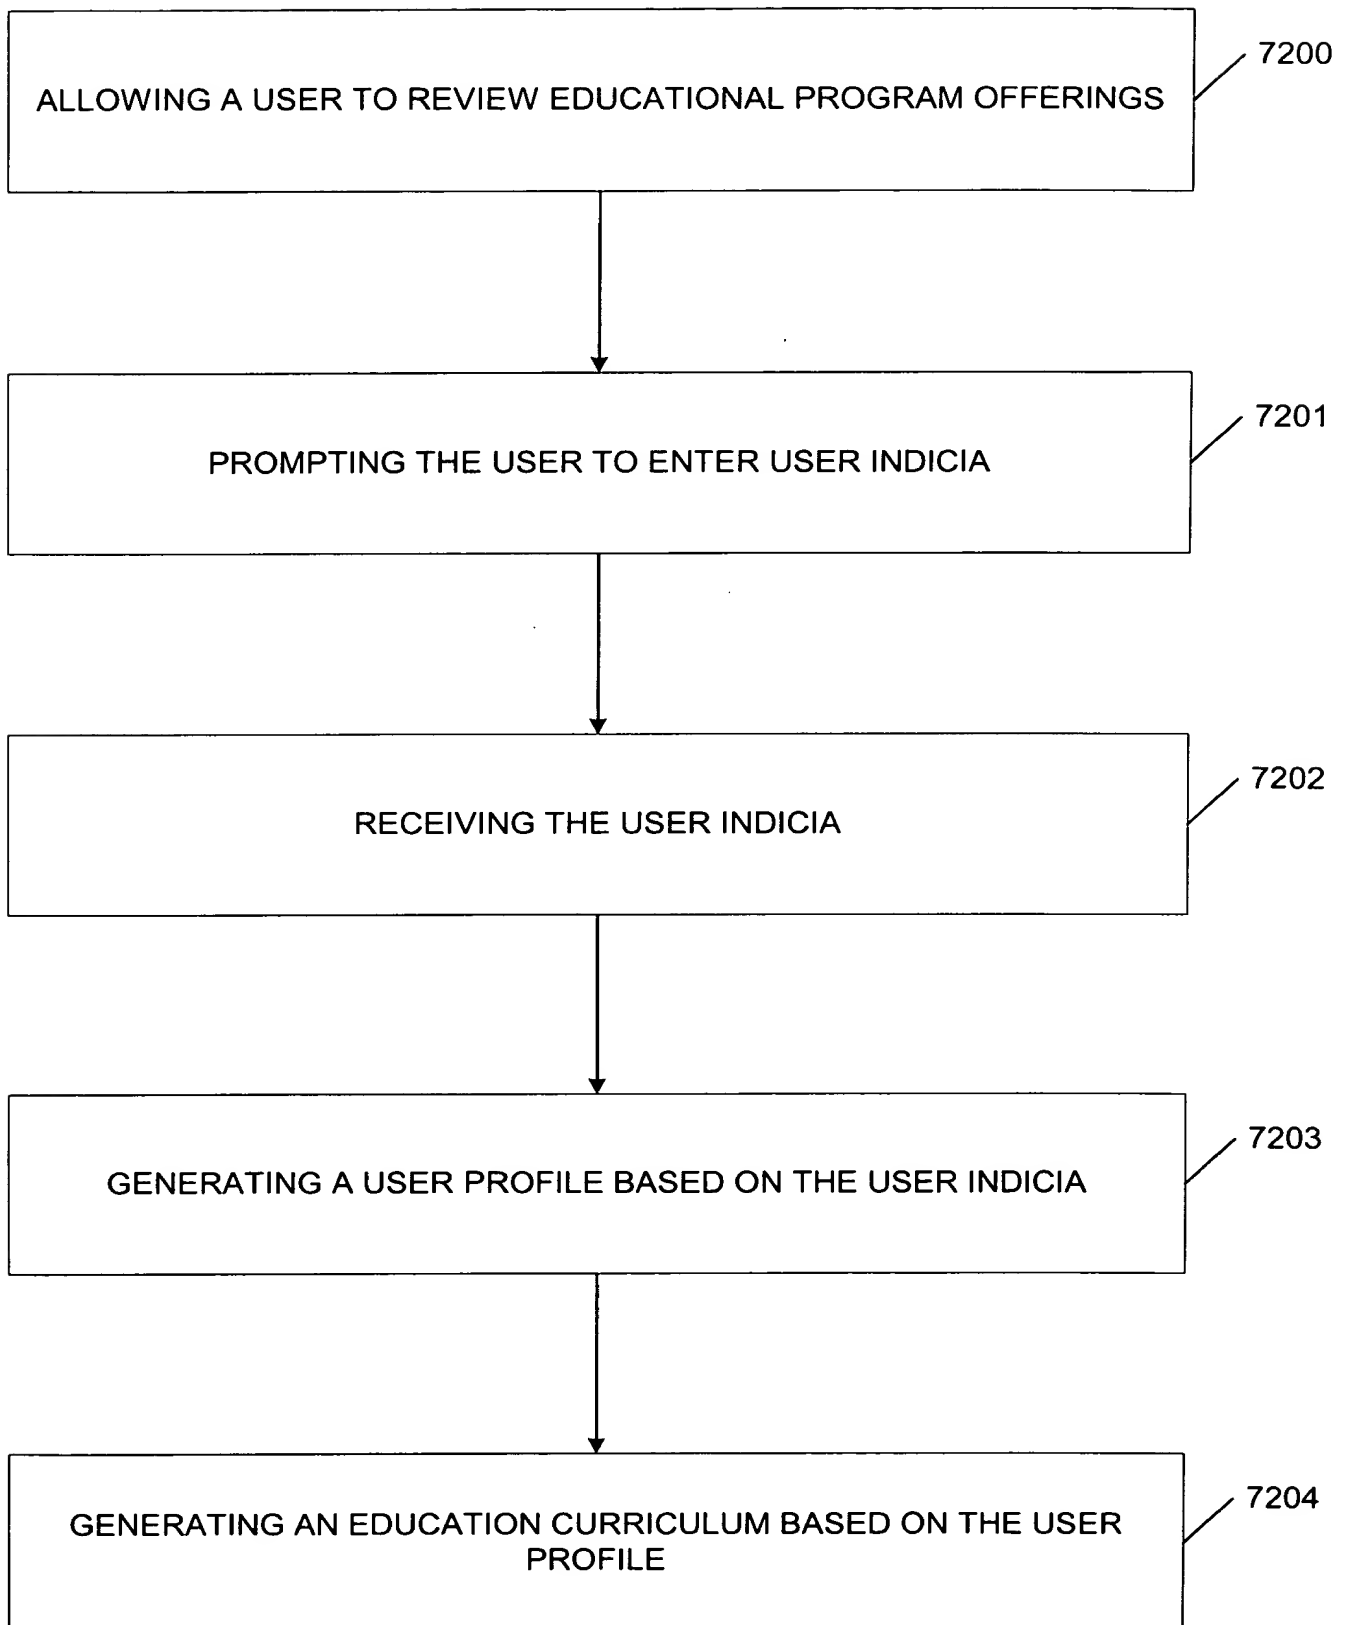 7200
ALLOWING A USER TO REVIEW EDUCATIONAL PROGRAM OFFERINGS
7201
PROMPTING THE USER TO ENTER USER INDICIA
7202
RECEIVING THE USER INDICIA
7203
GENERATING A USER PROFILE BASED ON THE USER INDICIA
7204
GENERATING AN EDUCATION CURRICULUM BASED ON THE USER
PROFILE